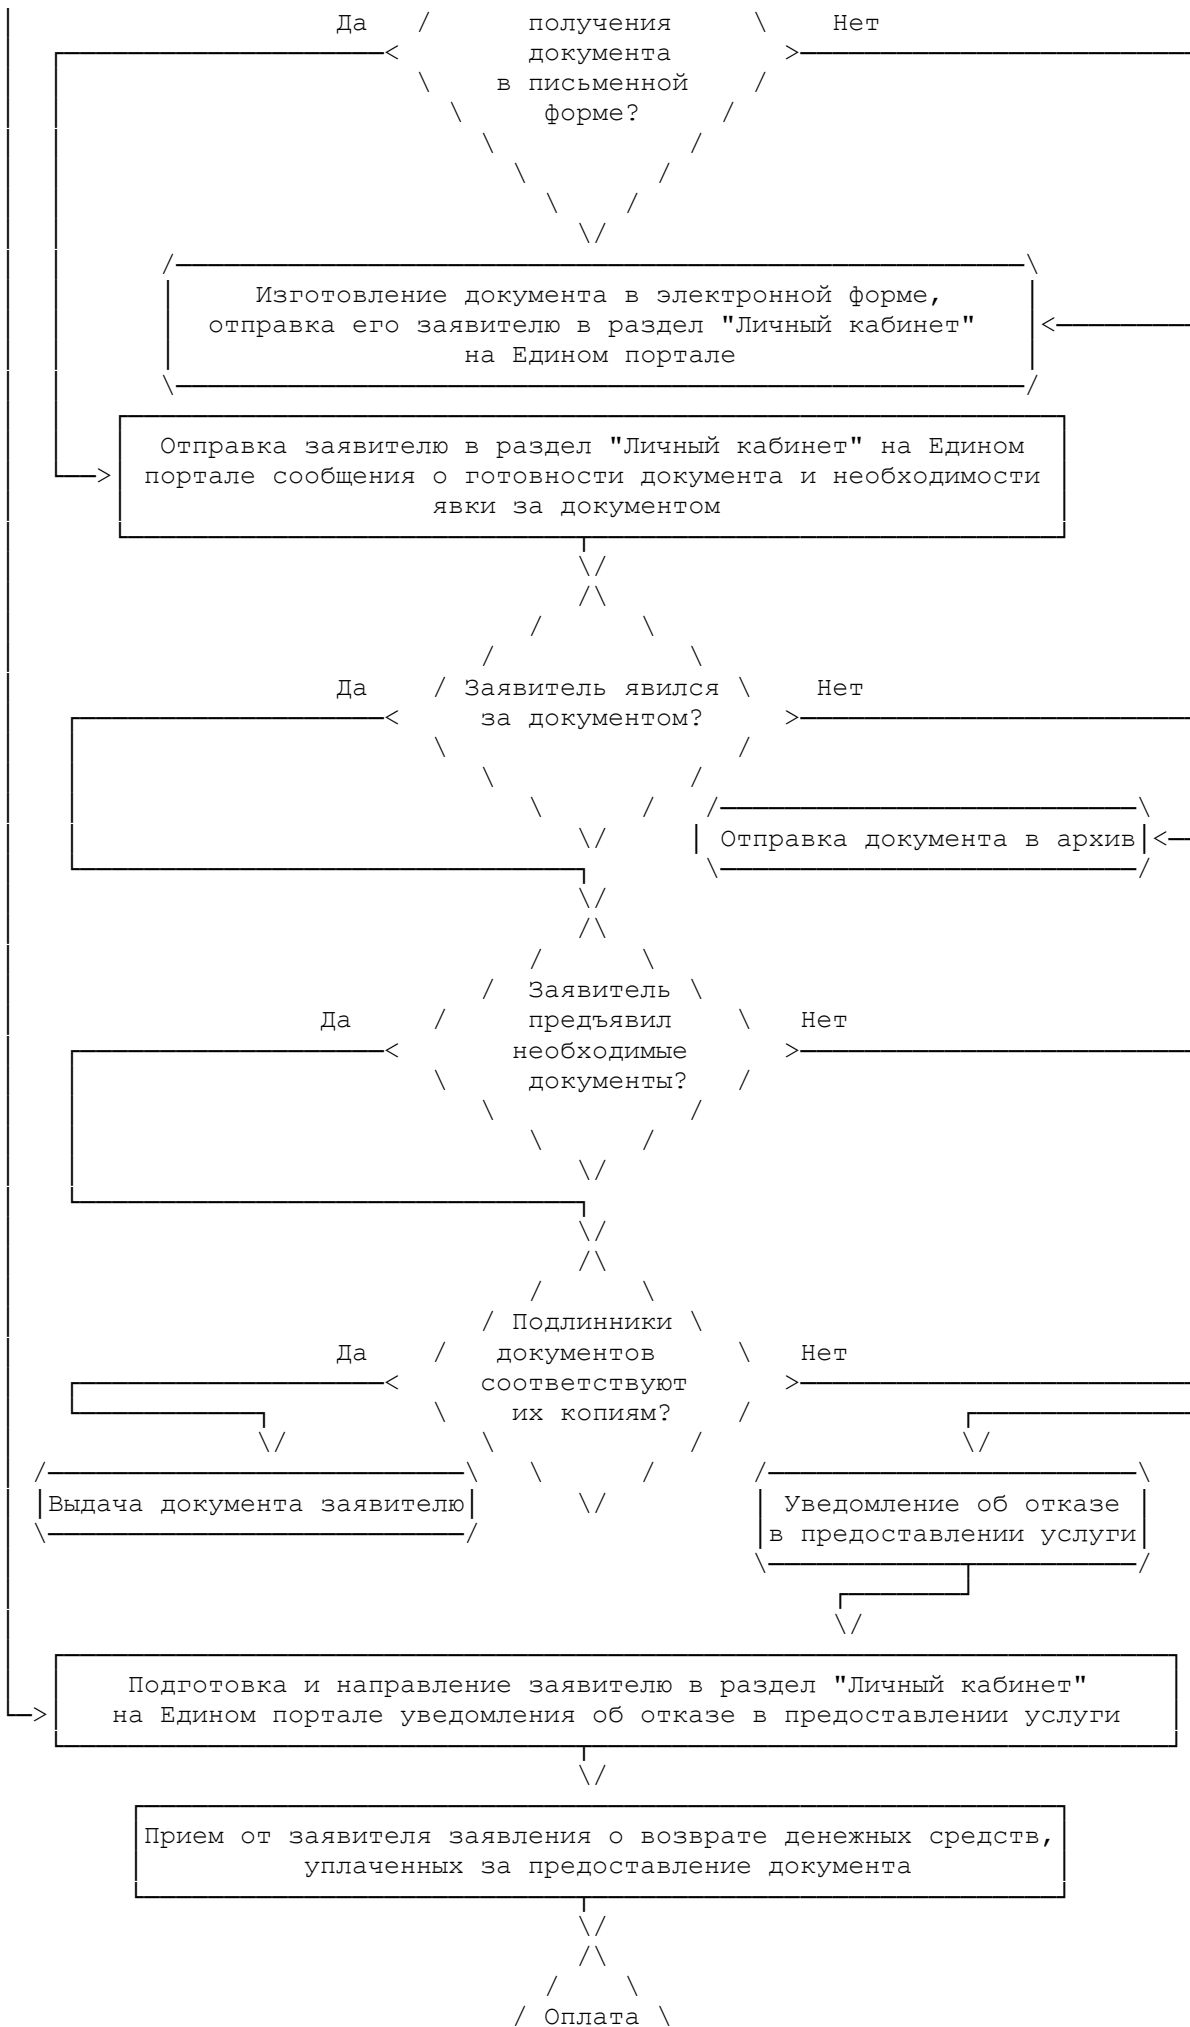 Да получения Нет
документа
в письменной
форме?
Изготовление документа в электронной форме,
отправка его заявителю в раздел "Личный кабинет"
на Едином портале
Отправка заявителю в раздел "Личный кабинет" на Едином
портале сообщения о готовности документа и необходимости
явки за документом
Да Заявитель явился Нет
за документом?
Отправка документа в архив
Заявитель
Да предъявил Нет
необходимые
документы?
Подлинники
Да документов Нет
соответствуют
их копиям?
Выдача документа заявителю
Уведомление об отказе
в предоставлении услуги
Подготовка и направление заявителю в раздел "Личный кабинет"
на Едином портале уведомления об отказе в предоставлении услуги
Прием от заявителя заявления о возврате денежных средств,
уплаченных за предоставление документа
Оплата